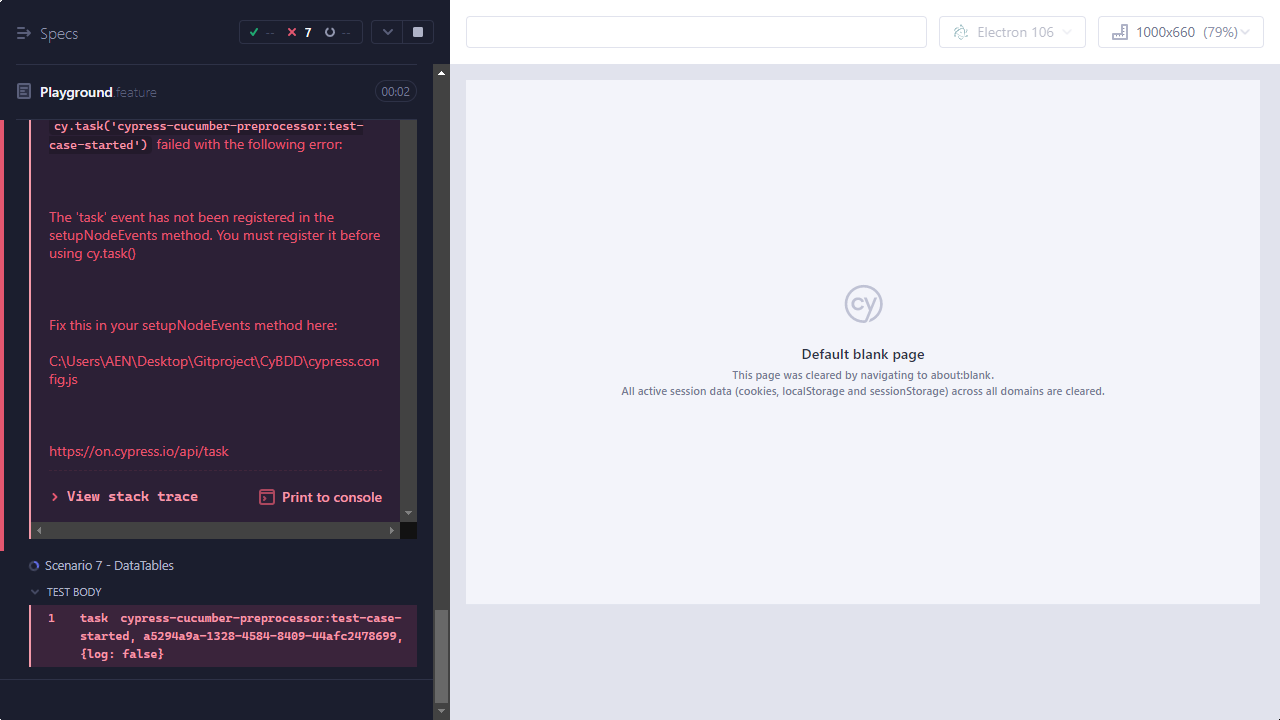 Specs
-- 7 --
Electron 106
1000x660 (79%)
Playground.feature
00:02
cy.task('cypress-cucumber-preprocessor:test-
case-started') failed with the following error:
The 'task' event has not been registered in the
setupNodeEvents method. You must register it before
using cy.task()
Fix this in your setupNodeEvents method here:
C:\Users\AEN\Desktop\Gitproject\CyBDD\cypress.con
fig.js
https://on.cypress.io/api/task
View stack trace
Print to console
Scenario 7 - DataTables
TEST BODY
1 task cypress-cucumber-preprocessor:test-case-
started, a5294a9a-1328-4584-8409-44afc2478699,
{log: false}
cy
Default blank page
This page was cleared by navigating to about:blank.
All active session data (cookies, localStorage and sessionStorage) across all domains are cleared.